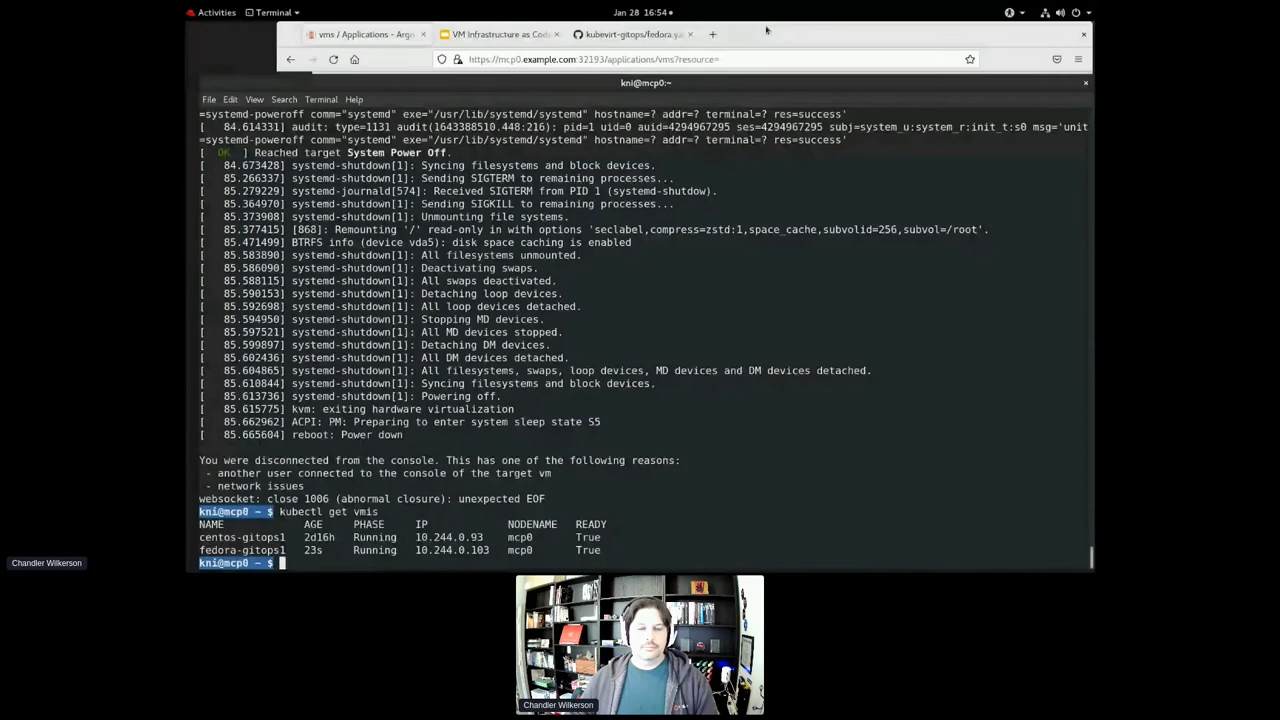 Activities
Terminal
Jan 28 16:54
vms / Applications - Argo
VM Infrastructure as Code
kubevirt-gitops/fedora.ya
https://mcp0.example.com:32193/applications/vms?resource=
kni@mcp0:~
File Edit View Search Terminal Help
=systemd-poweroff comm="systemd" exe="/usr/lib/systemd/systemd" hostname=? addr=? terminal=? res=success'
[   84.614331] audit: type=1131 audit(1643388510.448:216): pid=1 uid=0 auid=4294967295 ses=4294967295 subj=system_u:system_r:init_t:s0 msg='unit
=systemd-poweroff comm="systemd" exe="/usr/lib/systemd/systemd" hostname=? addr=? terminal=? res=success'
[  OK  ] Reached target System Power Off.
[   84.673428] systemd-shutdown[1]: Syncing filesystems and block devices.
[   85.266337] systemd-shutdown[1]: Sending SIGTERM to remaining processes...
[   85.279229] systemd-journald[574]: Received SIGTERM from PID 1 (systemd-shutdow).
[   85.364970] systemd-shutdown[1]: Sending SIGKILL to remaining processes...
[   85.373908] systemd-shutdown[1]: Unmounting file systems.
[   85.377415] [868]: Remounting '/' read-only in with options 'seclabel,compress=zstd:1,space_cache,subvolid=256,subvol=/root'.
[   85.471499] BTRFS info (device vda5): disk space caching is enabled
[   85.583890] systemd-shutdown[1]: All filesystems unmounted.
[   85.586090] systemd-shutdown[1]: Deactivating swaps.
[   85.588115] systemd-shutdown[1]: All swaps deactivated.
[   85.590153] systemd-shutdown[1]: Detaching loop devices.
[   85.592698] systemd-shutdown[1]: All loop devices detached.
[   85.594950] systemd-shutdown[1]: Stopping MD devices.
[   85.597521] systemd-shutdown[1]: All MD devices stopped.
[   85.599897] systemd-shutdown[1]: Detaching DM devices.
[   85.602436] systemd-shutdown[1]: All DM devices detached.
[   85.604865] systemd-shutdown[1]: All filesystems, swaps, loop devices, MD devices and DM devices detached.
[   85.610844] systemd-shutdown[1]: Syncing filesystems and block devices.
[   85.613736] systemd-shutdown[1]: Powering off.
[   85.615775] kvm: exiting hardware virtualization
[   85.662962] ACPI: PM: Preparing to enter system sleep state S5
[   85.665604] reboot: Power down
You were disconnected from the console. This has one of the following reasons:
- another user connected to the console of the target vm
- network issues
websocket: close 1006 (abnormal closure): unexpected EOF
kni@mcp0 ~ $ kubectl get vmis
NAME AGE PHASE IP NODENAME READY
centos-gitops1 2d16h Running 10.244.0.93 mcp0 True
fedora-gitops1 23s Running 10.244.0.103 mcp0 True
kni@mcp0 ~ $
Chandler Wilkerson
Chandler Wilkerson